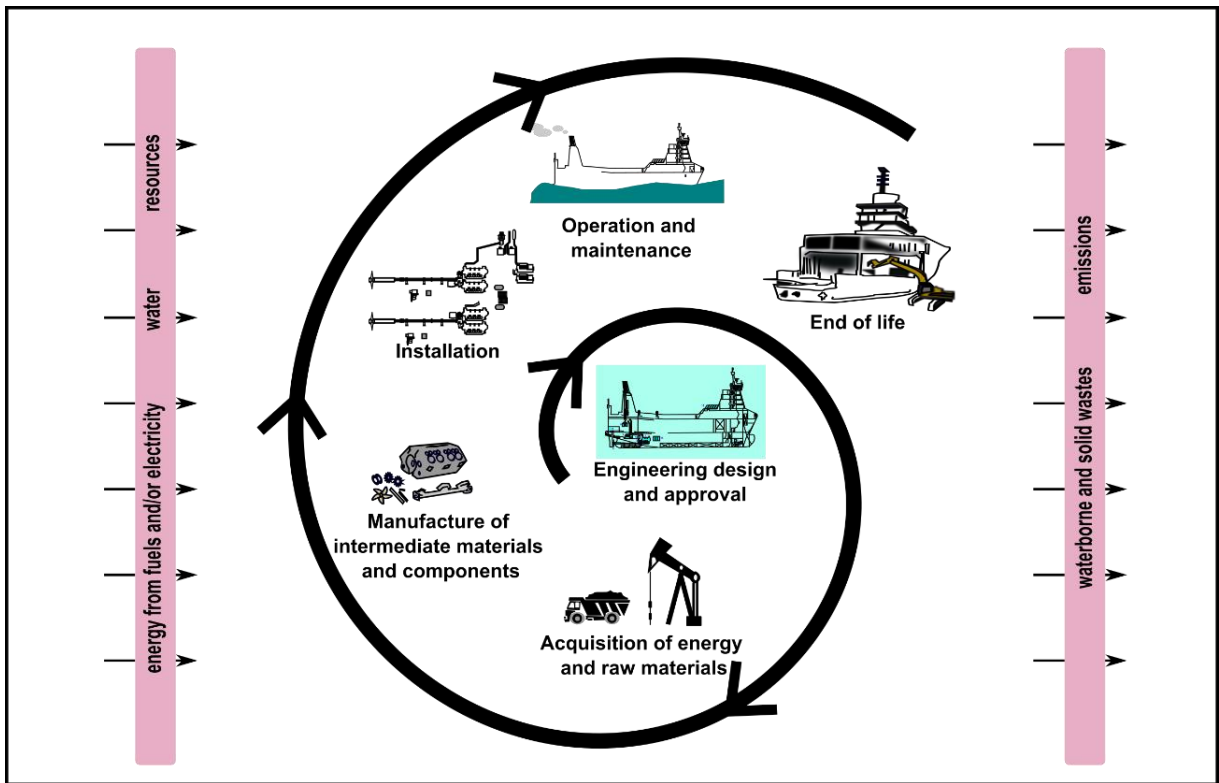 resources
water
energy from fuels and/or electricity
Operation and
maintenance
End of life
Installation
Engineering design
and approval
Manufacture of
intermediate materials
and components
Acquisition of energy
and raw materials
emissions
waterborne and solid wastes